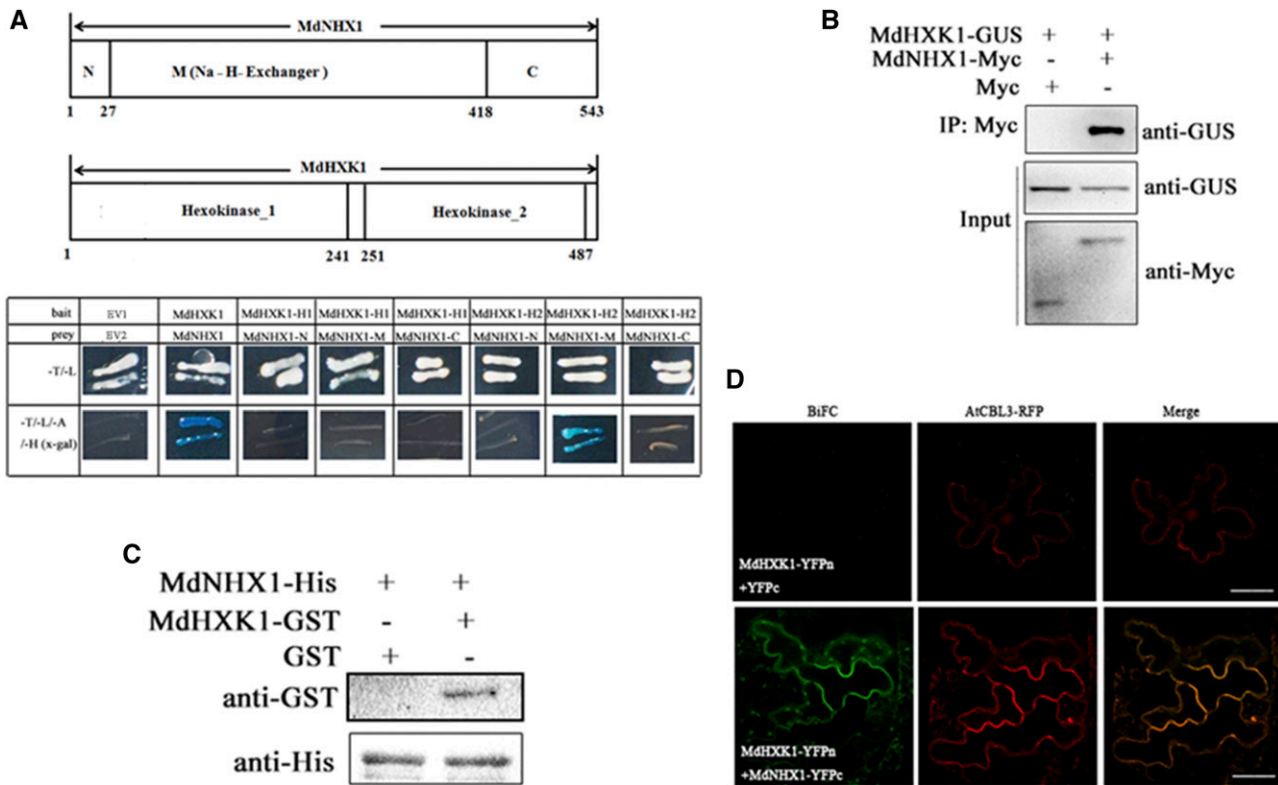 A
MdNHX1
N M (Na - H- Exchanger ) C
1 27 418 543
MdHXK1
Hexokinase_1 Hexokinase_2
1 241 251 487
bait EV1 MdHXK1 MdHXK1-H1 MdHXK1-H1 MdHXK1-H1 MdHXK1-H2 MdHXK1-H2 MdHXK1-H2
prey EV2 MdNHX1 MdNHX1-N MdNHX1-M MdNHX1-C MdNHX1-N MdNHX1-M MdNHX1-C
-T/-L
-T/-L/-A
/-H (x-gal)
B
MdHXK1-GUS + +
MdNHX1-Myc - +
Myc + -
IP: Myc anti-GUS
anti-GUS
Input
anti-Myc
C
MdNHX1-His + +
MdHXK1-GST - +
GST + -
anti-GST
anti-His
D
BiFC AtCBL3-RFP Merge
MdHXK1-YFPn
+YFPc
MdHXK1-YFPn
+MdNHX1-YFPc